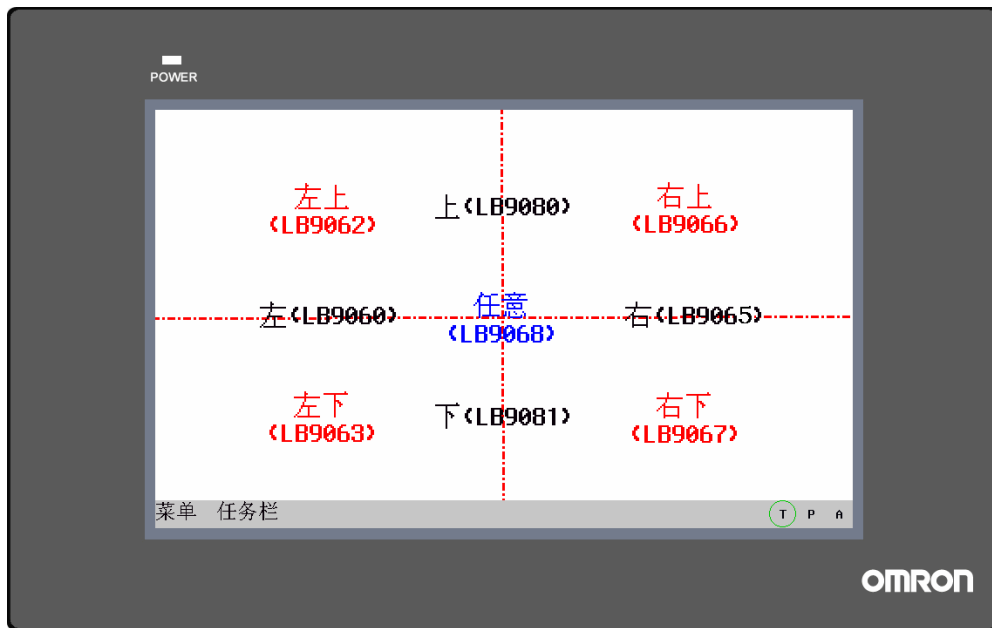 POWER
左上
(LB9062)
上(LB9080)
右上
(LB9066)
左(LB9060)
任意
(LB9068)
右(LB9065)
左下
(LB9063)
下(LB9081)
右下
(LB9067)
菜单 任务栏
T P A
OMRON